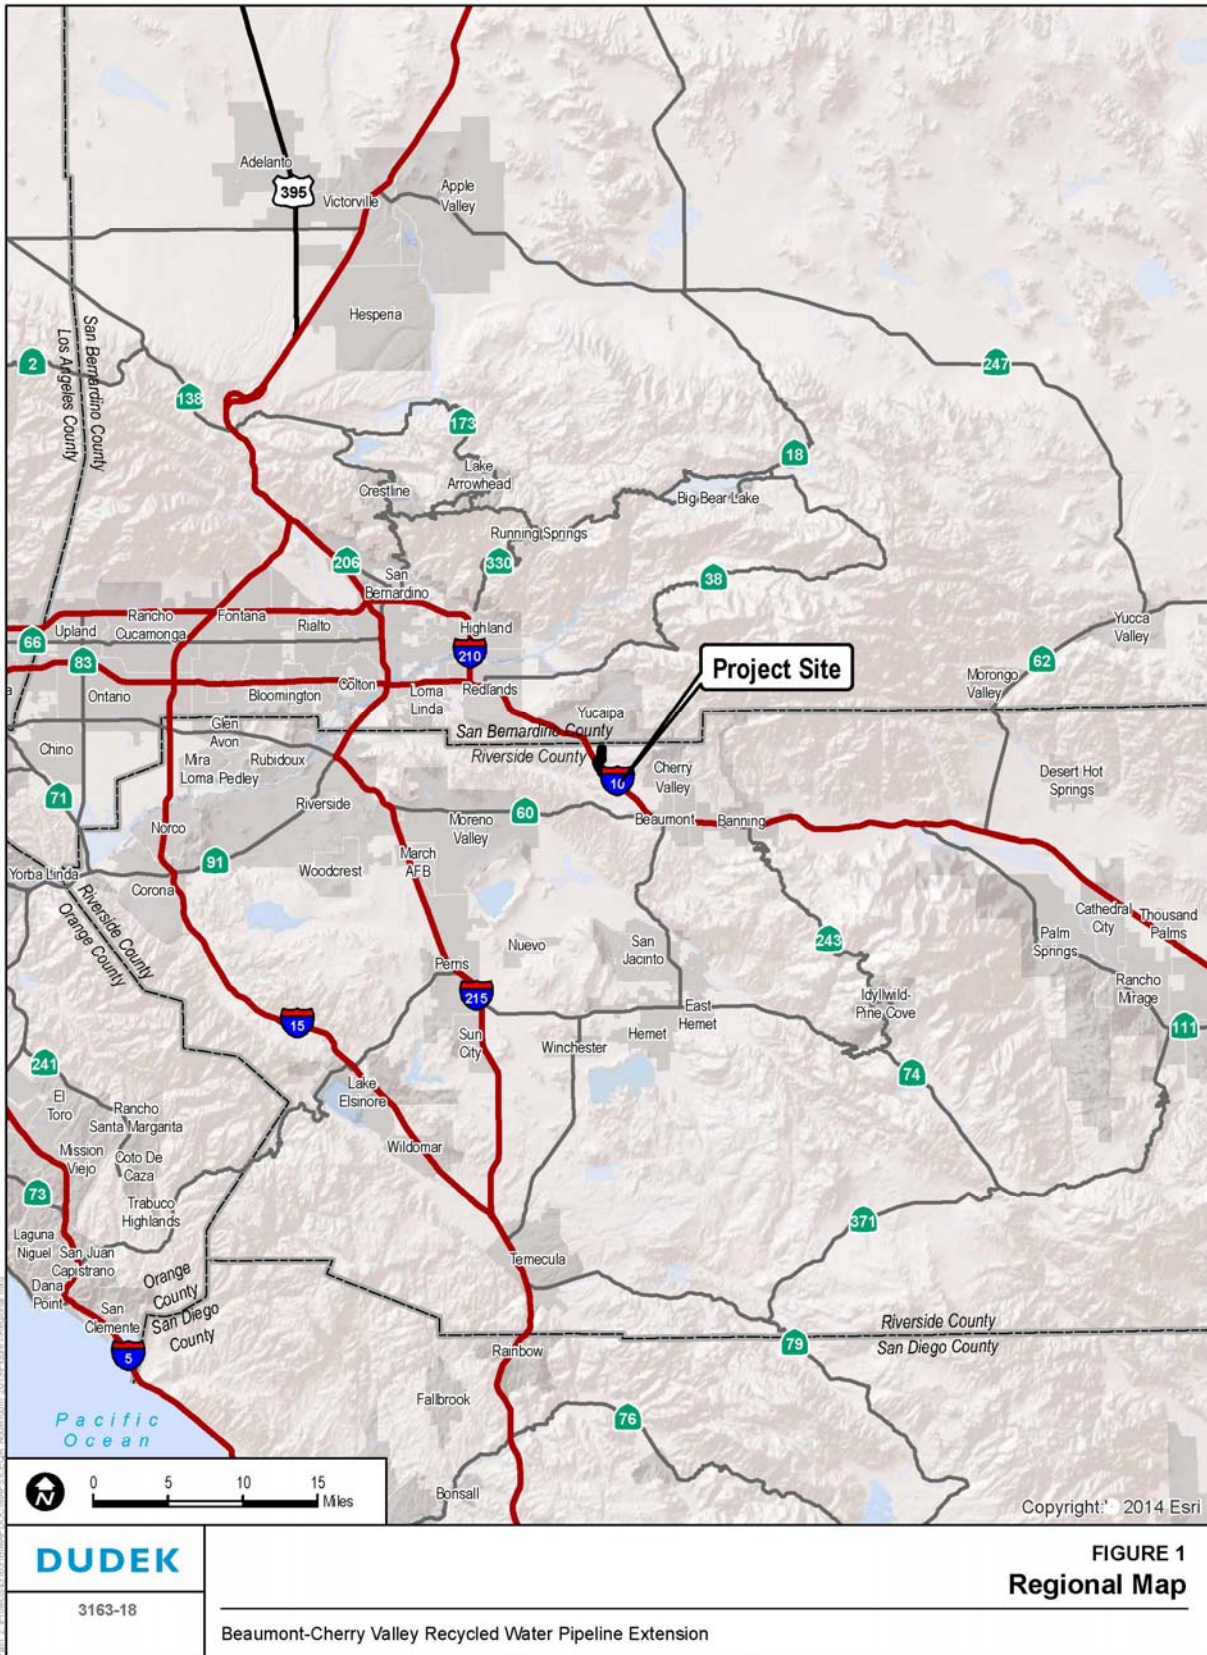 Adelanto
395
Victorville
Apple
Valley
Hesperia
San Bernardino County
Los Angeles County
2
138
247
173
18
Lake
Arrowhead
Crestline
Big Bear Lake
Running Springs
206
330
38
San
Bernardino
Rancho
Cucamonga
Fontana
Rialto
Highland
Upland
66
83
210
Yucca
Valley
62
Project Site
Morongo
Valley
Ontario
Bloomington
Colton
Loma
Linda
Redlands
Yucaipa
San Bernardino County
Riverside County
Glen
Avon
Chino
Mira
Loma
Pedley
Rubidoux
10
Cherry
Valley
Desert Hot
Springs
71
Riverside
60
Moreno
Valley
Beaumont
Banning
Norco
91
March
AFB
Woodcrest
Yorba Linda
Corona
Riverside County
Orange County
Cathedral
City
Thousand
Palms
Palm
Springs
243
Nuevo
San
Jacinto
Perris
Rancho
Mirage
215
Idyllwild-
Pine Cove
East
Hemet
15
111
Sun
City
Winchester
Hemet
241
74
El
Toro
Lake
Elsinore
Rancho
Santa Margarita
Mission
Viejo
Coto De
Caza
Wildomar
73
Trabuco
Highlands
371
Laguna
Niguel
San Juan
Capistrano
Temecula
Dana
Point
Orange
County
San
Clemente
San Diego
County
Riverside County
San Diego County
79
5
Rainbow
Fallbrook
Pacific
Ocean
76
N
0 5 10 15
Miles
Bonsall
Copyright:© 2014 Esri
DUDEK
3163-18
FIGURE 1
Regional Map
Beaumont-Cherry Valley Recycled Water Pipeline Extension